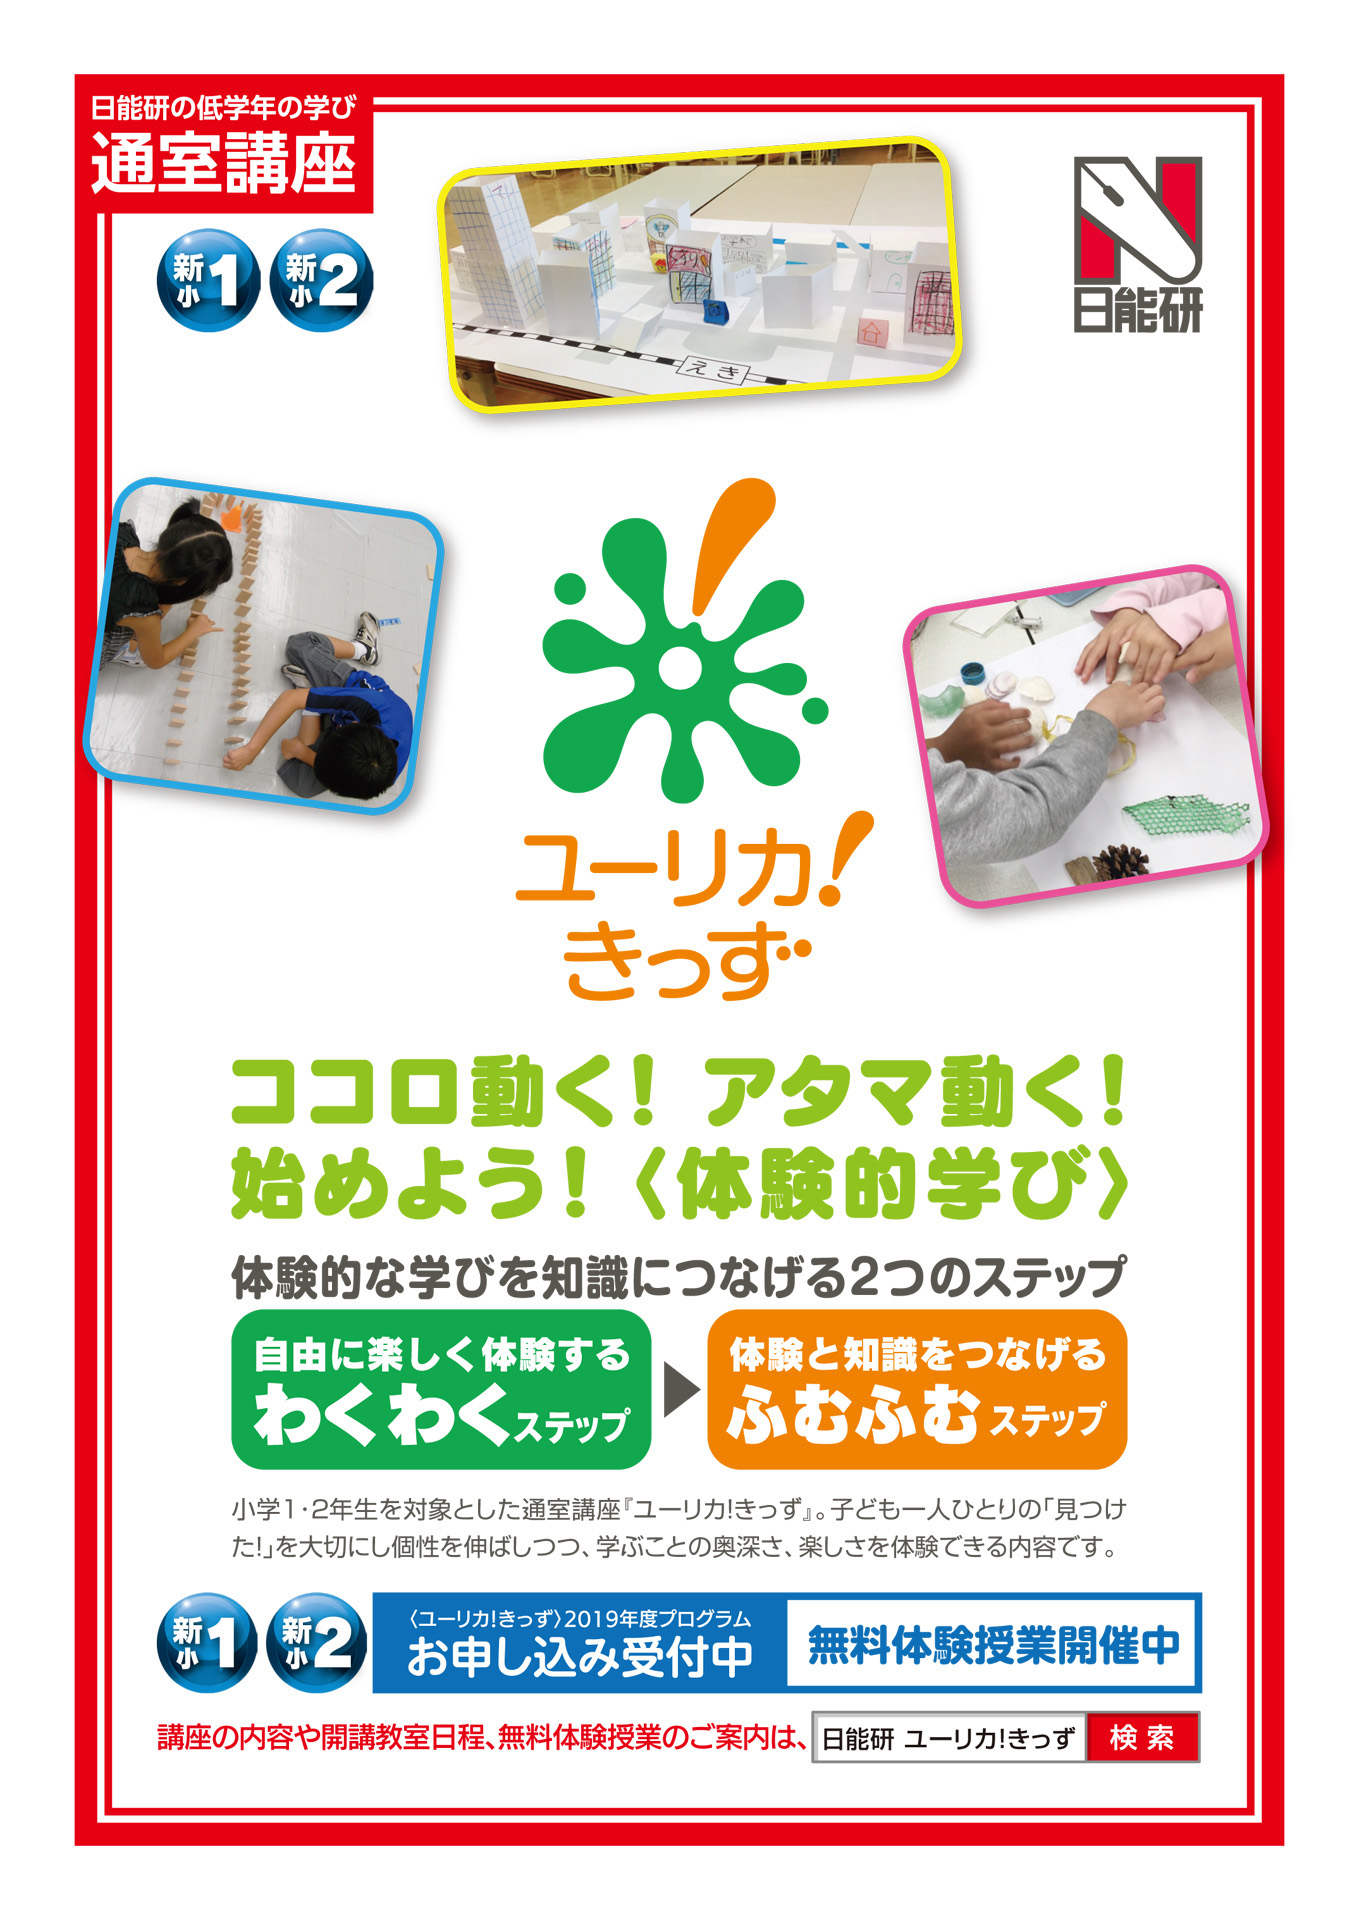 日能研の低学年の学び
通室講座
新小1 新小2
えき
日能研
ユーリカ!
きっず
ココロ動く! アタマ動く!
始めよう!〈体験的学び〉
体験的な学びを知識につなげる2つのステップ
自由に楽しく体験する
わくわくステップ
体験と知識をつなげる
ふむふむステップ
小学1・2年生を対象とした通室講座『ユーリカ!きっず』。子ども一人ひとりの「見つけ
た!」を大切にし個性を伸ばしつつ、学ぶことの奥深さ、楽しさを体験できる内容です。
新小1 新小2
〈ユーリカ!きっず〉2019年度プログラム
お申し込み受付中
無料体験授業開催中
講座の内容や開講教室日程、無料体験授業のご案内は、 日能研 ユーリカ!きっず 検索